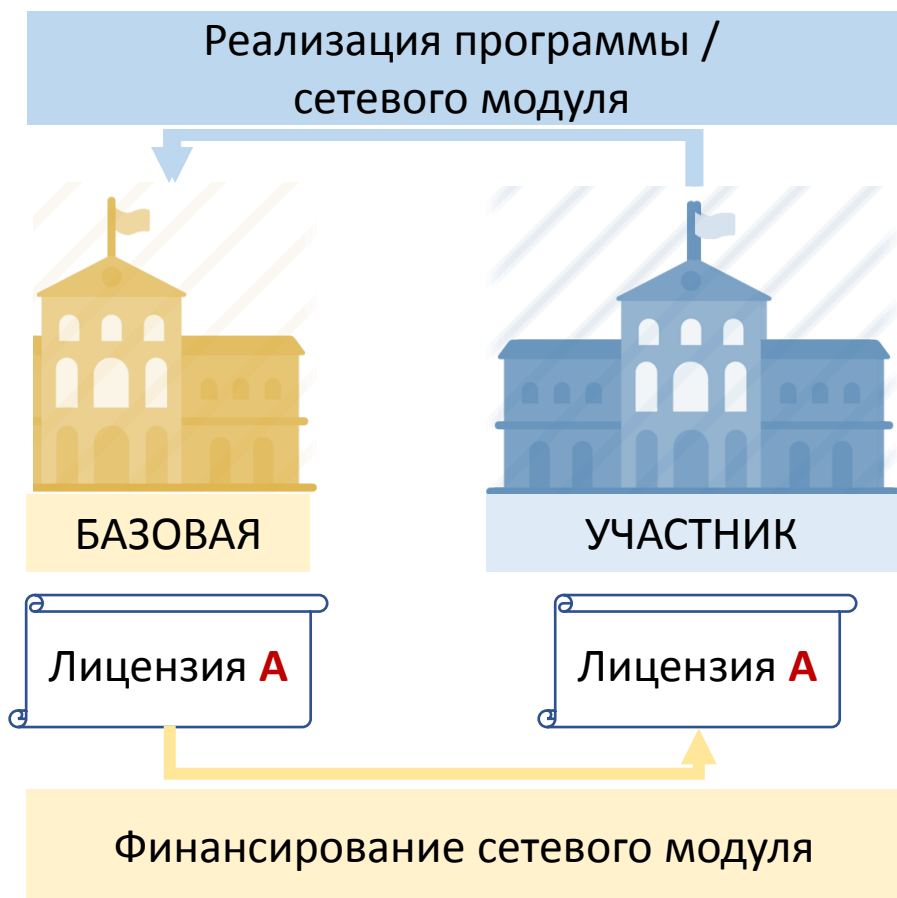 Реализация программы /
сетевого модуля
БАЗОВАЯ
УЧАСТНИК
Лицензия А
Лицензия А
Финансирование сетевого модуля